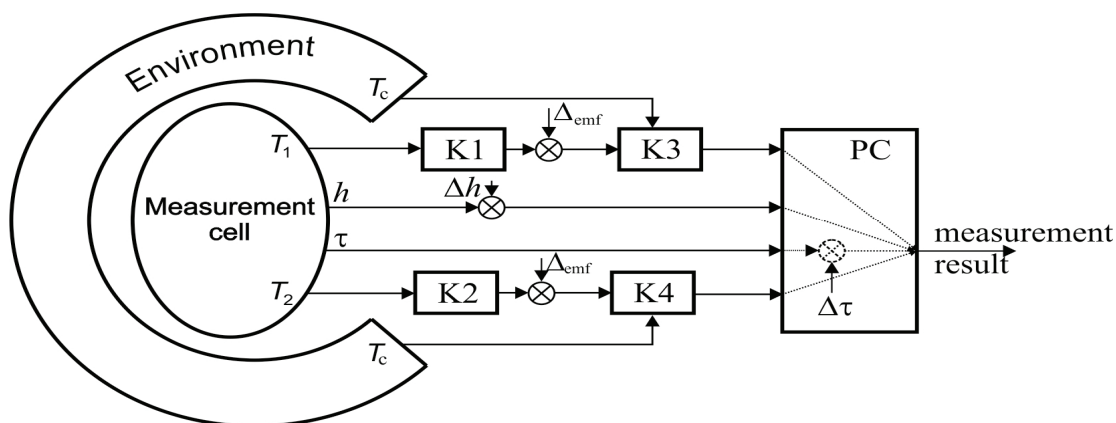 Environment
Tc
Δemf
T1
K1
K3
PC
Measurement
cell
h
Δh
τ
measurement
result
Δemf
T2
K2
K4
Δτ
Tc